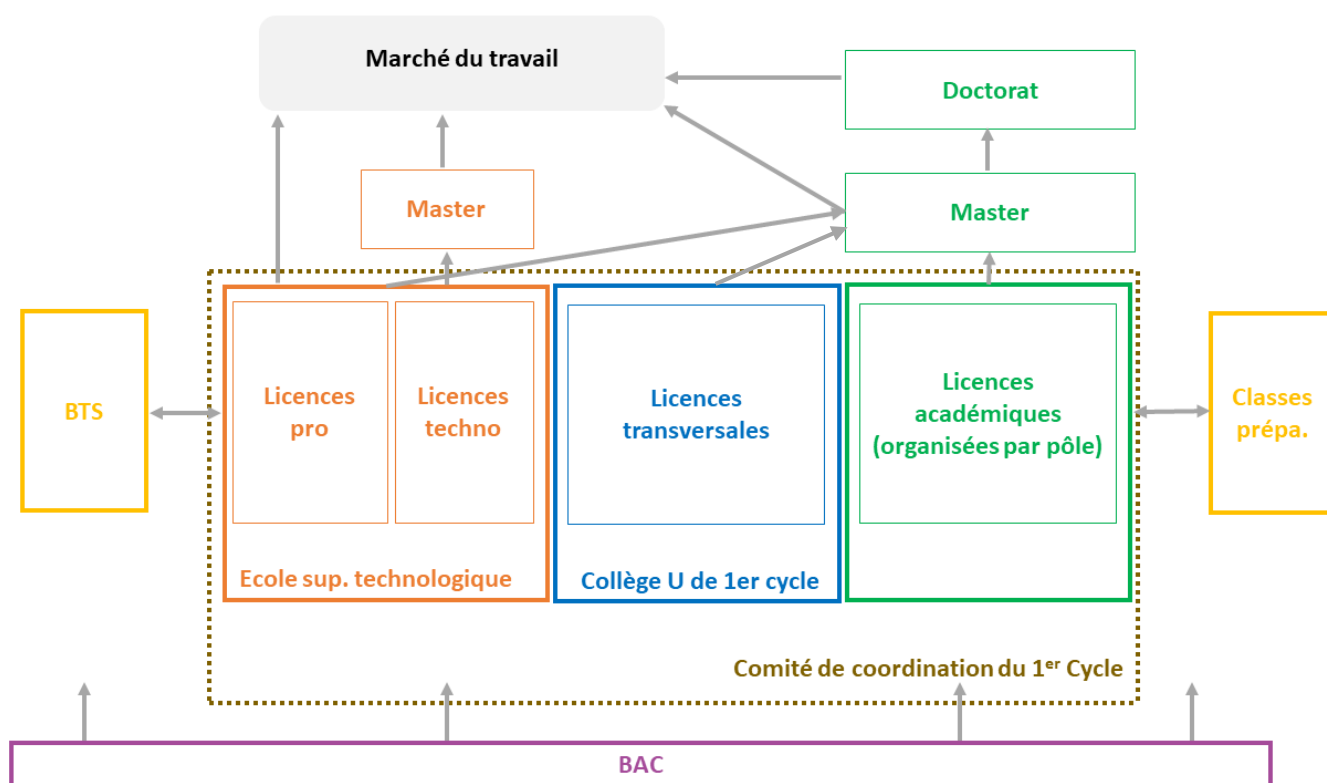 Marché du travail
Doctorat
Master
Master
BTS
Licences
pro
Licences
techno
Licences
transversales
Licences
académiques
(organisées par pôle)
Classes
prépa.
Ecole sup. technologique
Collège U de 1er cycle
Comité de coordination du 1er Cycle
BAC